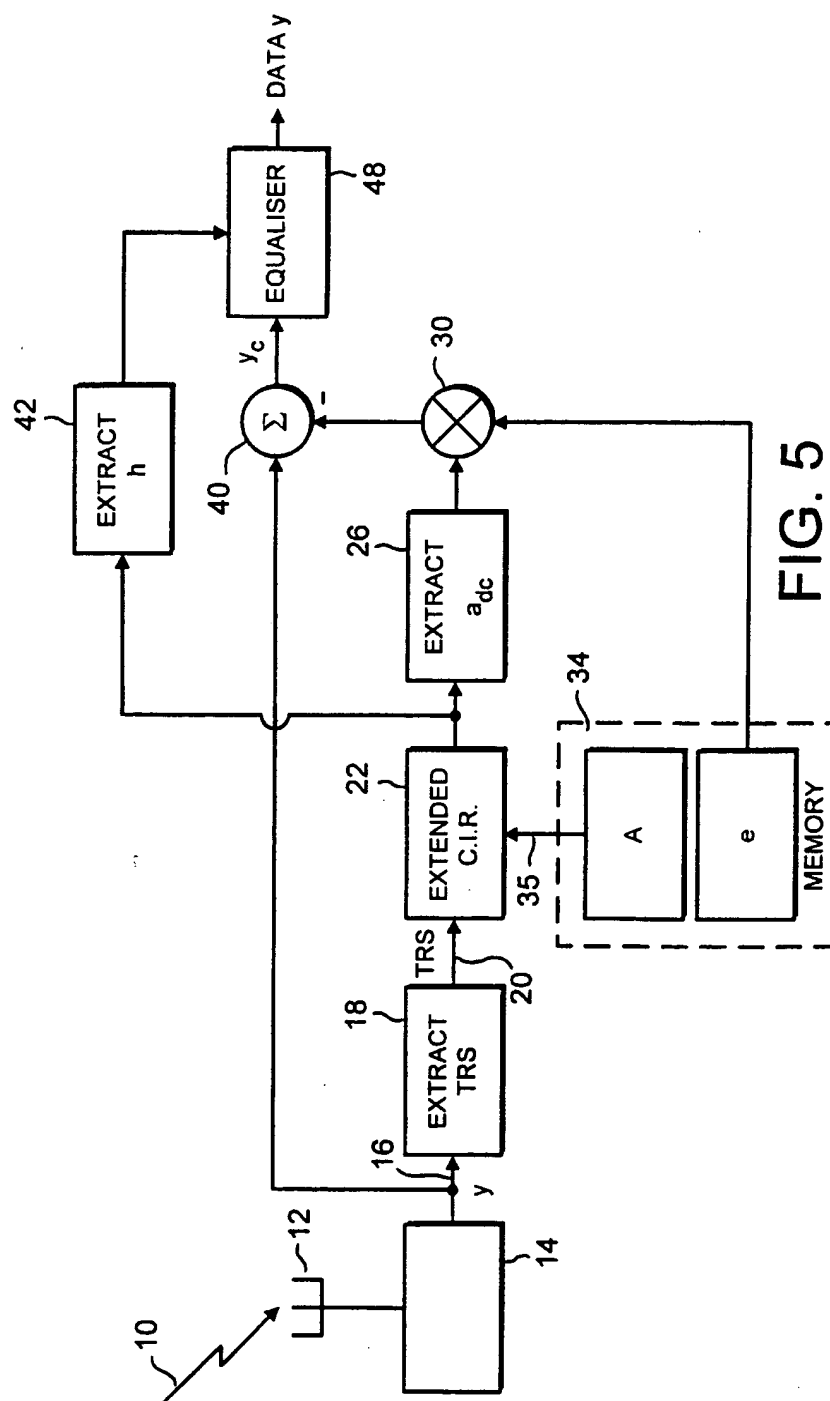 10
12
14
y
16
EXTRACT
TRS
18
TRS
20
EXTENDED
C.I.R.
22
35
34
A
e
MEMORY
EXTRACT
a_dc
26
30
-
Σ
40
y_c
EXTRACT
h
42
EQUALISER
48
DATA y
FIG. 5